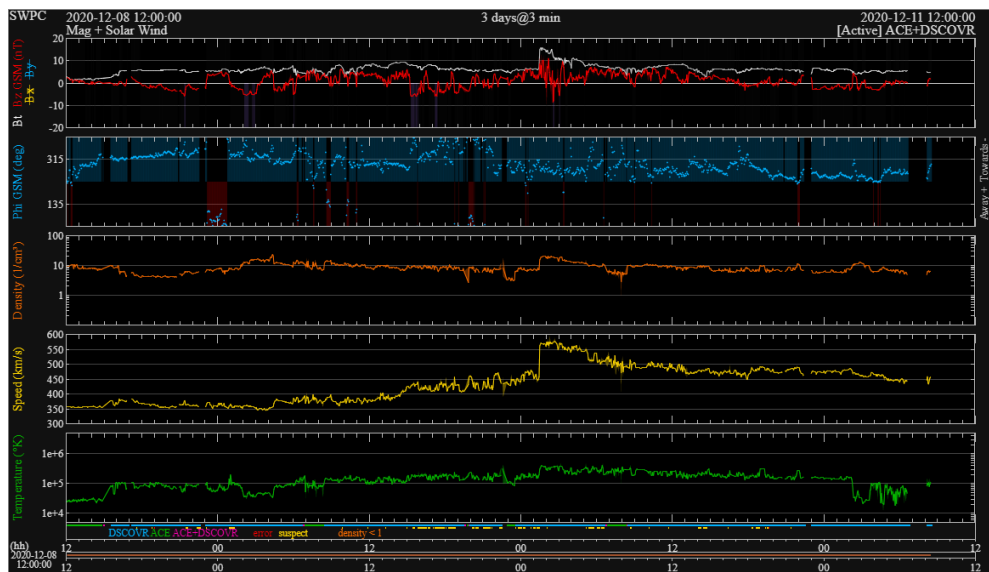 SWPC 2020-12-08 12:00:00 3 days@3 min 2020-12-11 12:00:00
Mag + Solar Wind [Active] ACE+DSCOVR
Bt Bz GSM (nT)
Bx By
20
10
0
-10
-20
Phi GSM (deg)
315
135
Away + Towards -
Density (1/cm³)
100
10
1
Speed (km/s)
600
550
500
450
400
350
300
Temperature (°K)
1e+6
1e+5
1e+4
DSCOVR ACE ACE+DSCOVR error suspect density < 1
(hh) 12 00 12 00 12 00 12
2020-12-08
12:00:00 12 00 12 00 12 00 12